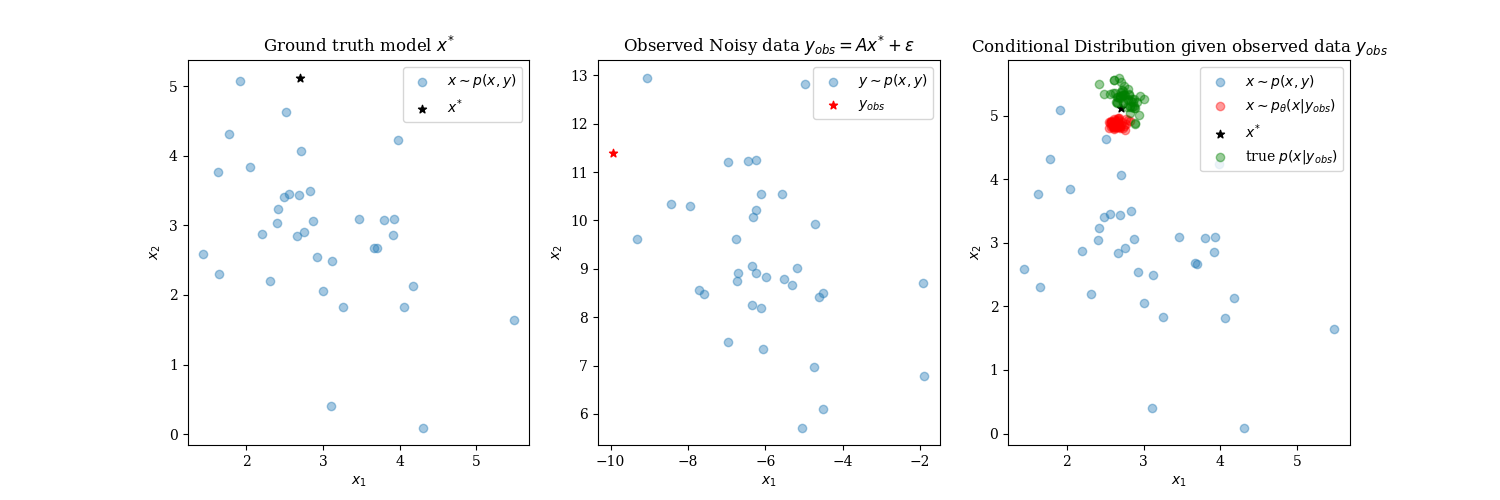 Ground truth model x*
x ~ p(x, y)
x*
5
4
3
2
1
0
x₂
2
3
4
5
x₁
Observed Noisy data y_obs = Ax* + ε
y ~ p(x, y)
y_obs
13
12
11
10
9
8
7
6
x₂
−10
−8
−6
−4
−2
x₁
Conditional Distribution given observed data y_obs
x ~ p(x, y)
x ~ p_θ(x|y_obs)
x*
true p(x|y_obs)
5
4
3
2
1
0
x₂
2
3
4
5
x₁